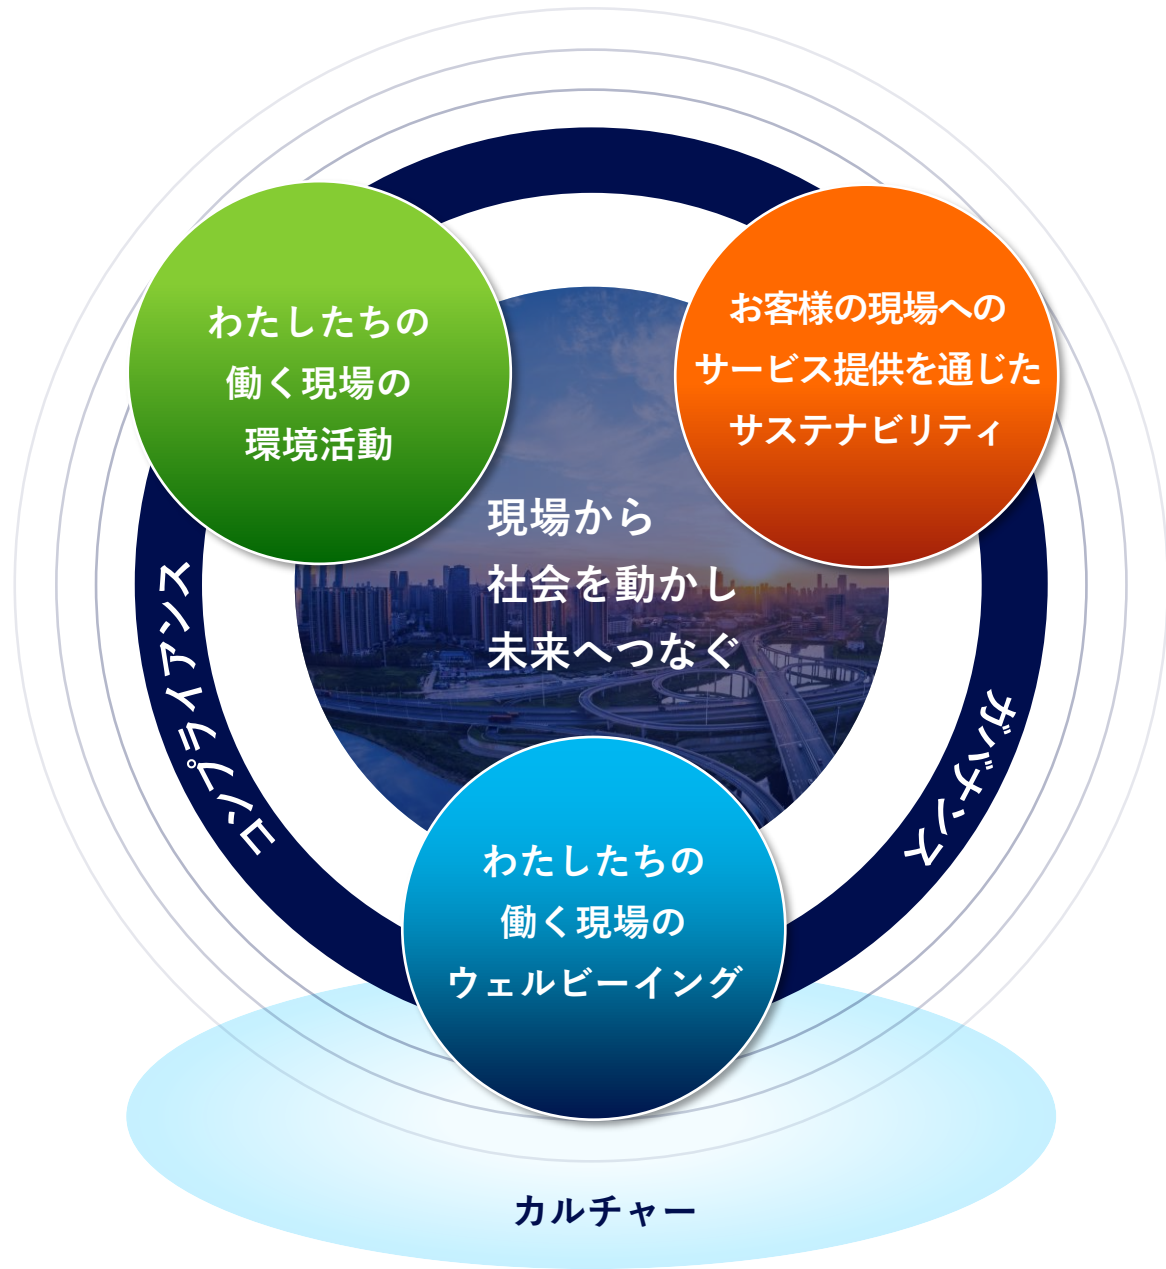 わたしたちの
働く現場の
環境活動
お客様の現場への
サービス提供を通じた
サステナビリティ
現場から
社会を動かし
未来へつなぐ
コンプライアンス
ガバナンス
わたしたちの
働く現場の
ウェルビーイング
カルチャー